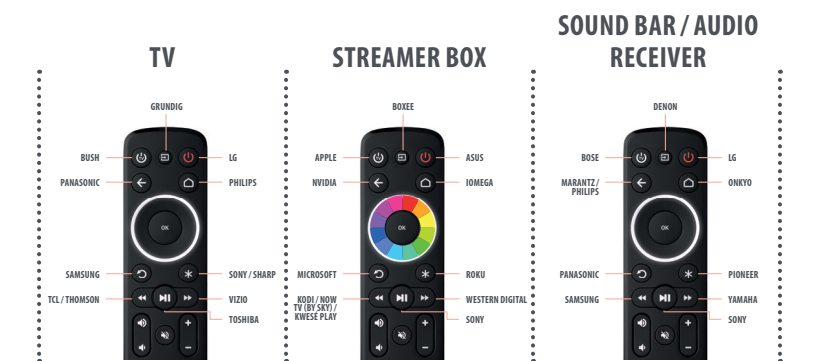 TV
GRUNDIG
BUSH
LG
PANASONIC
PHILIPS
OK
SAMSUNG
SONY / SHARP
TCL / THOMSON
VIZIO
TOSHIBA
STREAMER BOX
BOXEE
APPLE
ASUS
NVIDIA
IOMEGA
OK
MICROSOFT
ROKU
KODI / NOW
TV (BY SKY) /
KWESÉ PLAY
WESTERN DIGITAL
SONY
SOUND BAR / AUDIO
RECEIVER
DENON
BOSE
LG
MARANTZ /
PHILIPS
ONKYO
OK
PANASONIC
PIONEER
SAMSUNG
YAMAHA
SONY